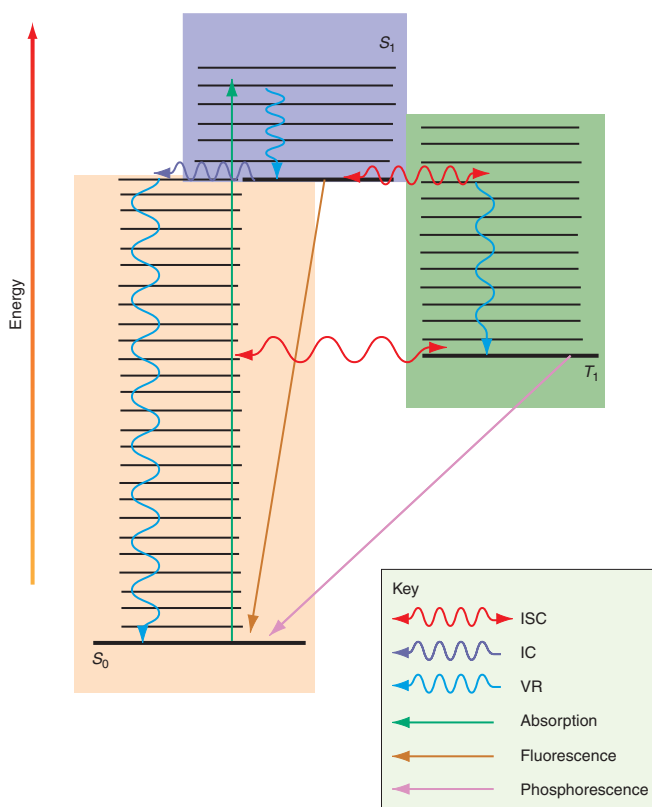 S1
Energy
T1
S0
Key
ISC
IC
VR
Absorption
Fluorescence
Phosphorescence